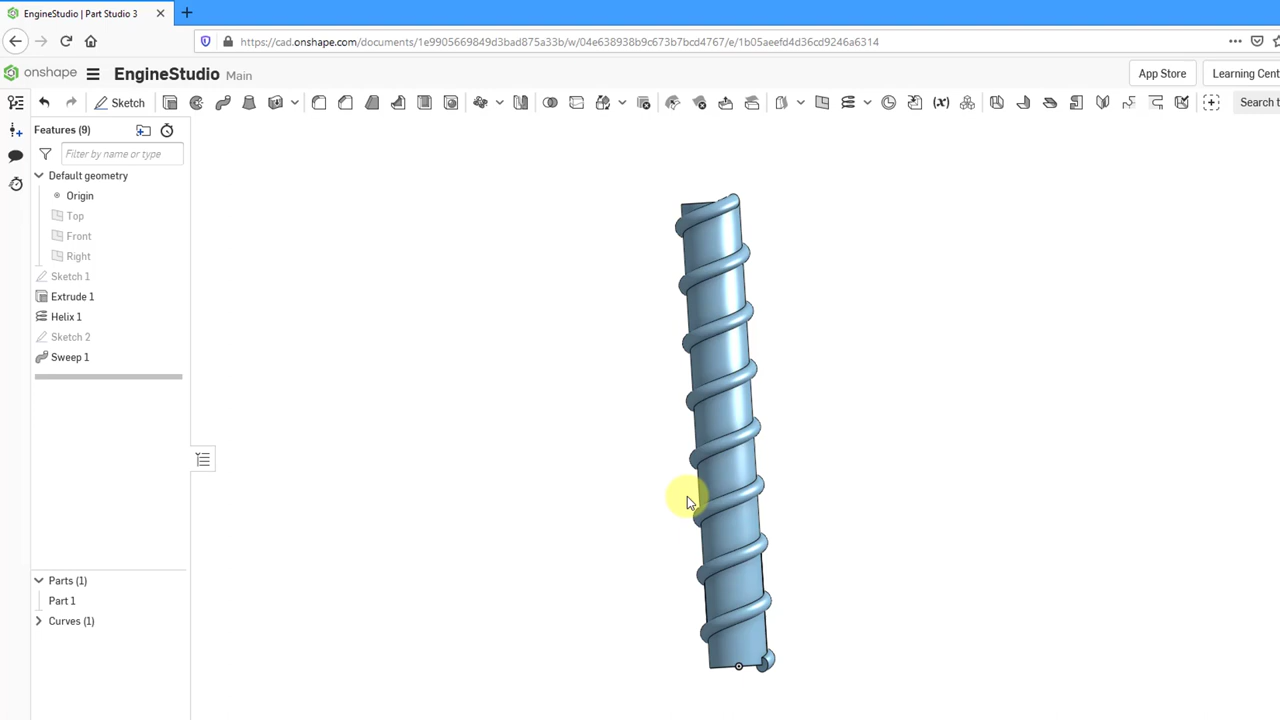 EngineStudio | Part Studio 3
https://cad.onshape.com/documents/1e9905669849d3bad875a33b/w/04e638938b9c673b7bcd4767/e/1b05aeefd4d36cd9246a6314
onshape EngineStudio Main App Store Learning Cent
Sketch (x) Search t
Features (9)
Filter by name or type
Default geometry
Origin
Top
Front
Right
Sketch 1
Extrude 1
Helix 1
Sketch 2
Sweep 1
Parts (1)
Part 1
Curves (1)